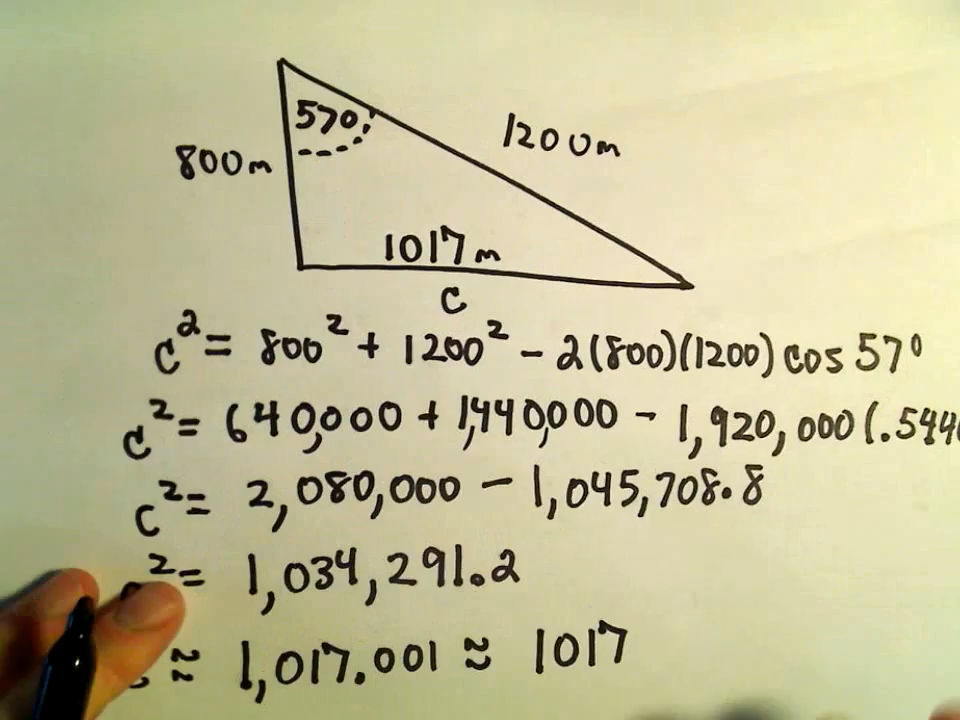 57°
800m
1200m
1017m
c
c² = 800² + 1200² - 2(800)(1200) cos 57°
c² = 640,000 + 1,440,000 - 1,920,000(.544
c² = 2,080,000 - 1,045,708.8
² = 1,034,291.2
≈ 1,017.001 ≈ 1017